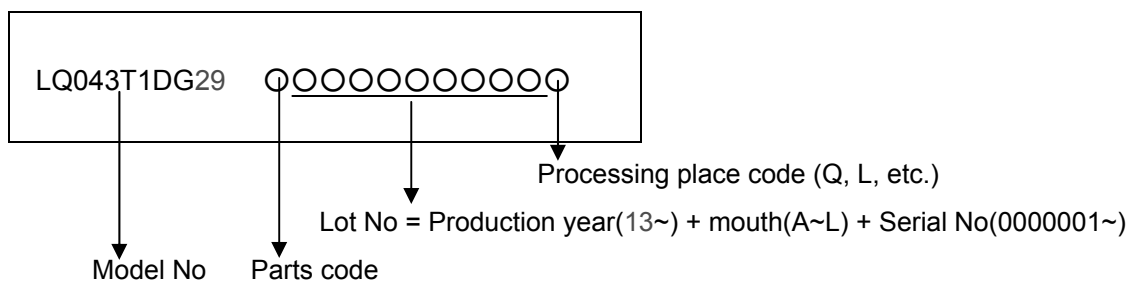 LQ043T1DG29 ○○○○○○○○○○○
Processing place code (Q, L, etc.)
Lot No = Production year(13~) + mouth(A~L) + Serial No(0000001~)
Model No Parts code